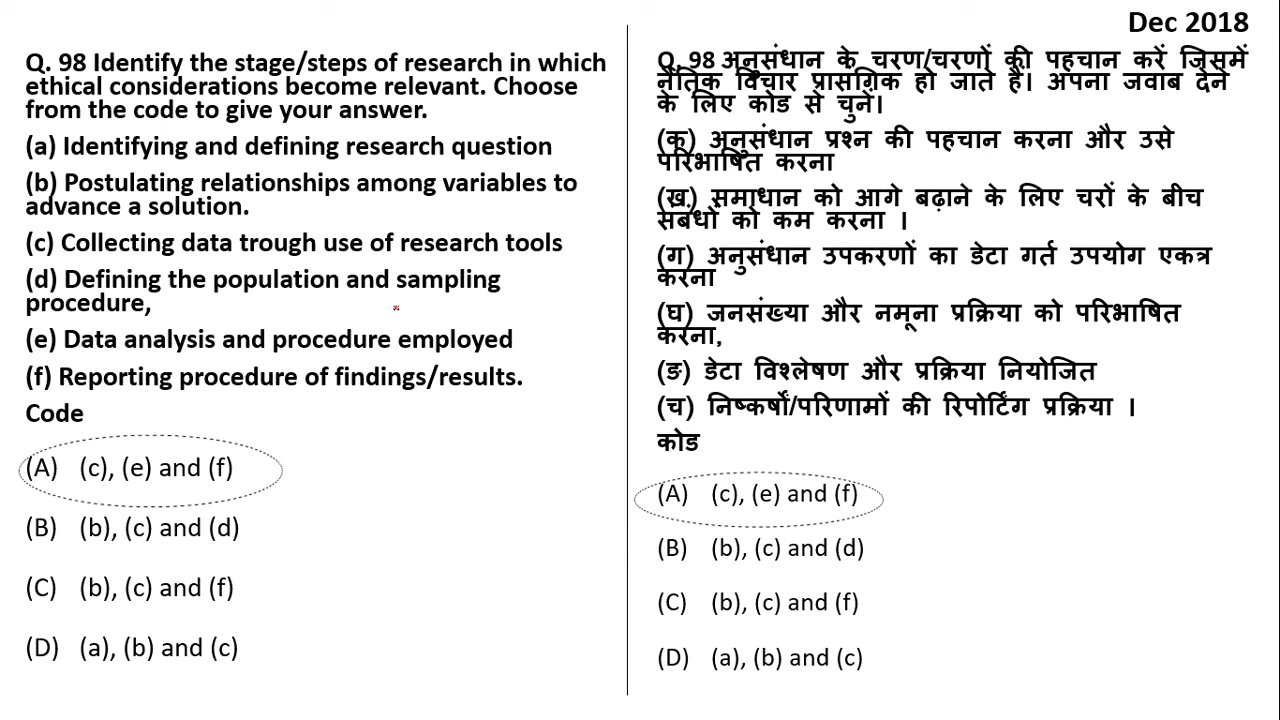 Dec 2018
Q. 98 Identify the stage/steps of research in which
ethical considerations become relevant. Choose
from the code to give your answer.
(a) Identifying and defining research question
(b) Postulating relationships among variables to
advance a solution.
(c) Collecting data trough use of research tools
(d) Defining the population and sampling
procedure,
(e) Data analysis and procedure employed
(f) Reporting procedure of findings/results.
Code
(A) (c), (e) and (f)
(B) (b), (c) and (d)
(C) (b), (c) and (f)
(D) (a), (b) and (c)
Q. 98 अनुसंधान के चरण/चरणों की पहचान करें जिसमें
नैतिक विचार प्रासंगिक हो जाते हैं। अपना जवाब देने
के लिए कोड से चुनें।
(क) अनुसंधान प्रश्न की पहचान करना और उसे
परिभाषित करना
(ख) समाधान को आगे बढ़ाने के लिए चरों के बीच
संबंधों को कम करना ।
(ग) अनुसंधान उपकरणों का डेटा गर्त उपयोग एकत्र
करना
(घ) जनसंख्या और नमूना प्रक्रिया को परिभाषित
करना,
(ङ) डेटा विश्लेषण और प्रक्रिया नियोजित
(च) निष्कर्षों/परिणामों की रिपोर्टिंग प्रक्रिया ।
कोड
(A) (c), (e) and (f)
(B) (b), (c) and (d)
(C) (b), (c) and (f)
(D) (a), (b) and (c)